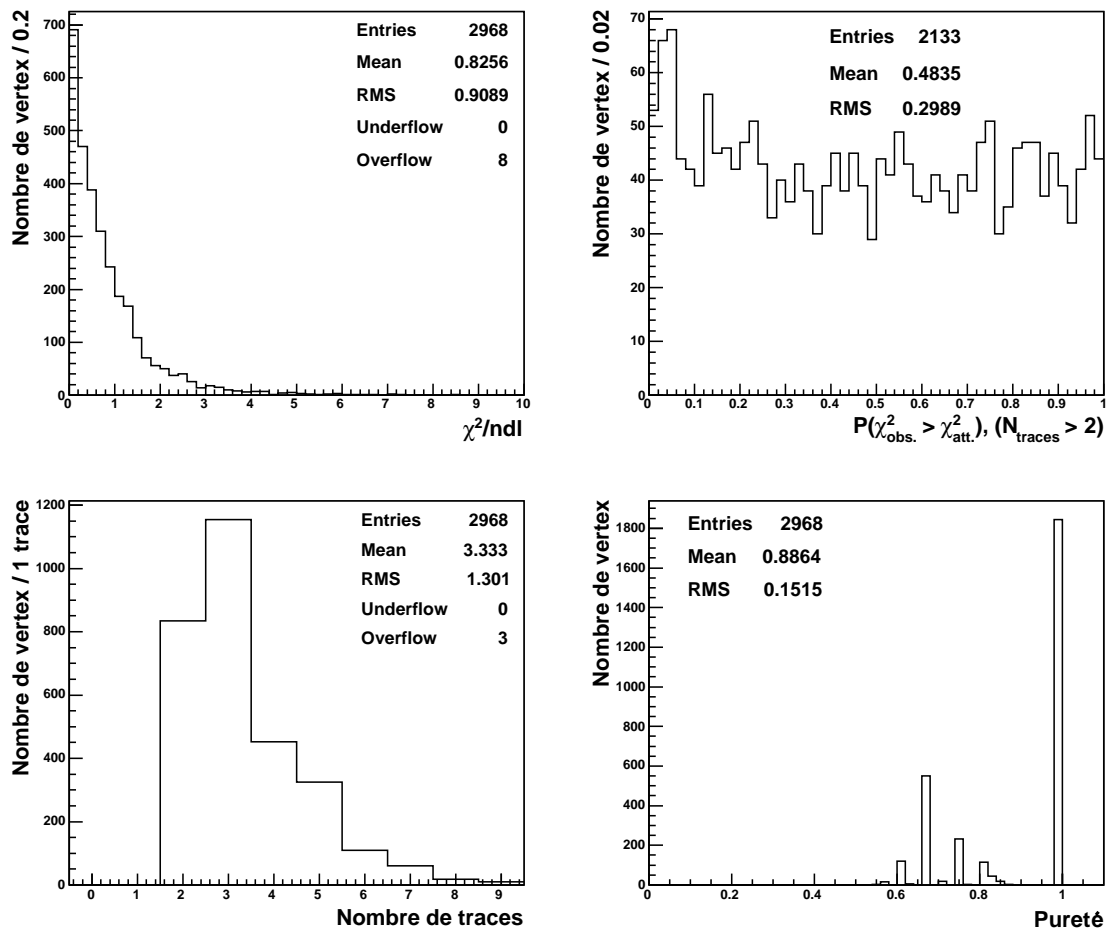 Nombre de vertex / 0.2
700
600
500
400
300
200
100
0
Entries 2968
Mean 0.8256
RMS 0.9089
Underflow 0
Overflow 8
0 1 2 3 4 5 6 7 8 9 10
χ²/ndl
Nombre de vertex / 0.02
70
60
50
40
30
20
10
0
Entries 2133
Mean 0.4835
RMS 0.2989
0 0.1 0.2 0.3 0.4 0.5 0.6 0.7 0.8 0.9 1
P(χ²obs. > χ²att.), (Ntraces > 2)
Nombre de vertex / 1 trace
1200
1000
800
600
400
200
0
Entries 2968
Mean 3.333
RMS 1.301
Underflow 0
Overflow 3
0 1 2 3 4 5 6 7 8 9
Nombre de traces
Nombre de vertex
1800
1600
1400
1200
1000
800
600
400
200
0
Entries 2968
Mean 0.8864
RMS 0.1515
0 0.2 0.4 0.6 0.8 1
Pureté